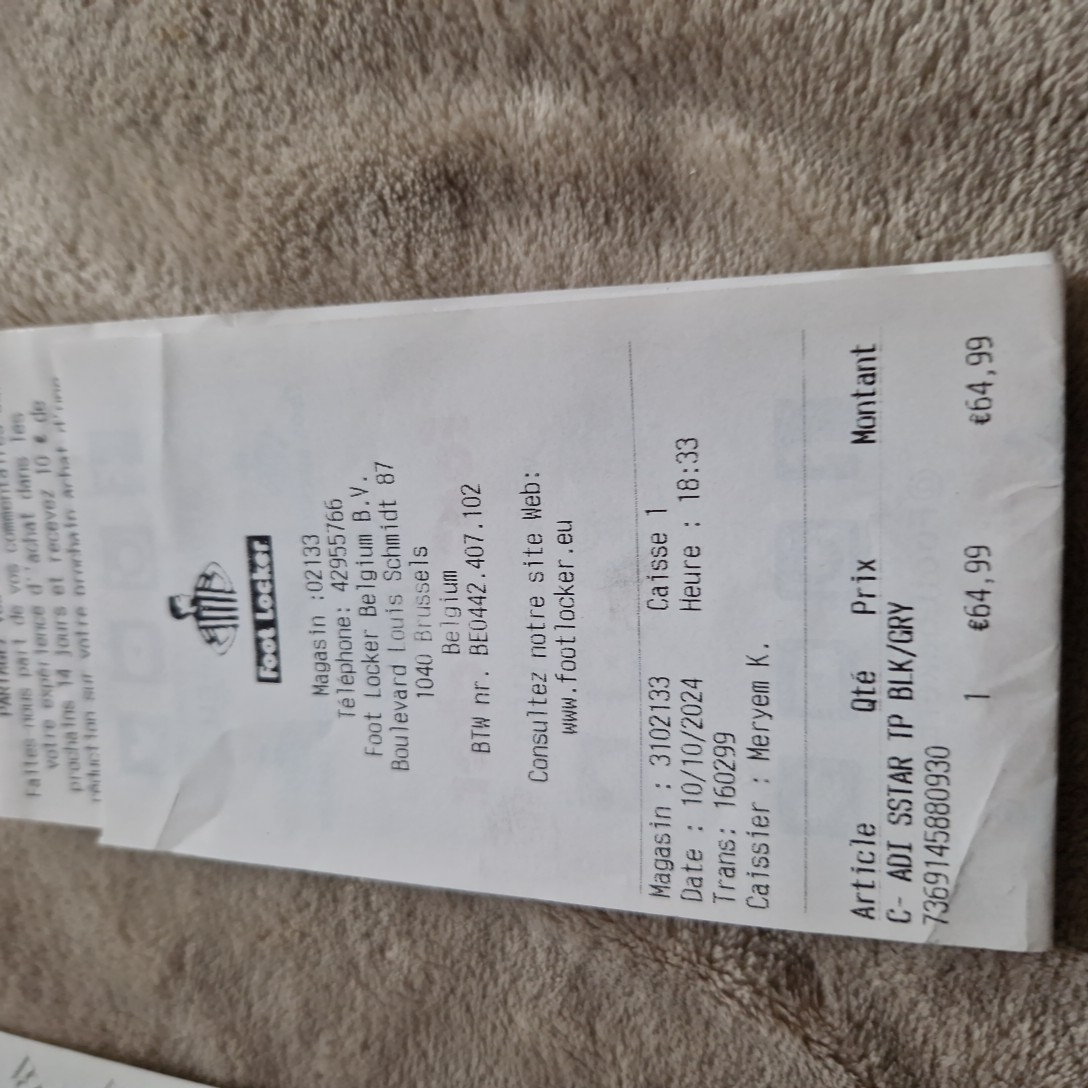 faites-nous part de vos commentaires
votre expérience d'achat dans les
prochains 14 jours et recevez 10 € de
réduction sur votre prochain achat d'une
Foot Locker
Magasin :02133
Téléphone: 42955766
Foot Locker Belgium B.V.
Boulevard Louis Schmidt 87
1040 Brussels
Belgium
BTW nr. BE0442.407.102
Consultez notre site Web:
www.footlocker.eu
Magasin : 3102133 Caisse 1
Date : 10/10/2024 Heure : 18:33
Trans: 160299
Caissier : Meryem K.
Article Qté Prix Montant
C- ADI SSTAR TP BLK/GRY
7369145880930 1 €64,99 €64,99